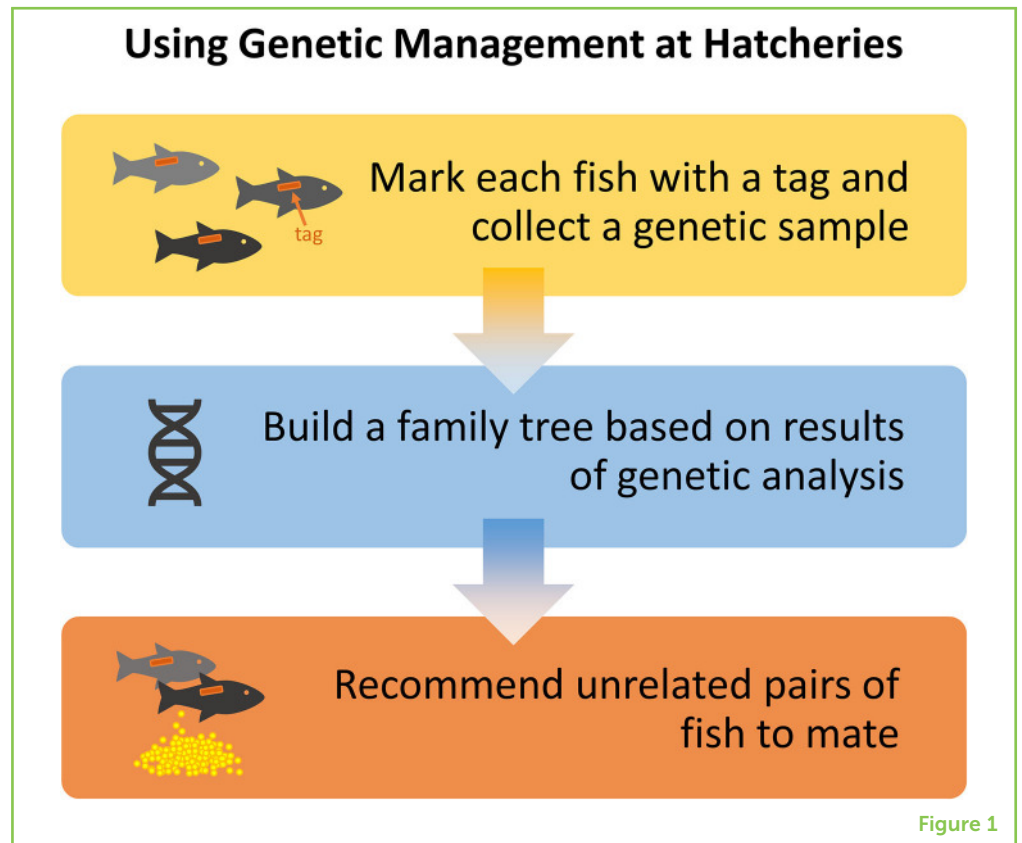 Using Genetic Management at Hatcheries
Mark each fish with a tag and
collect a genetic sample
tag
Build a family tree based on results
of genetic analysis
Recommend unrelated pairs of
fish to mate
Figure 1